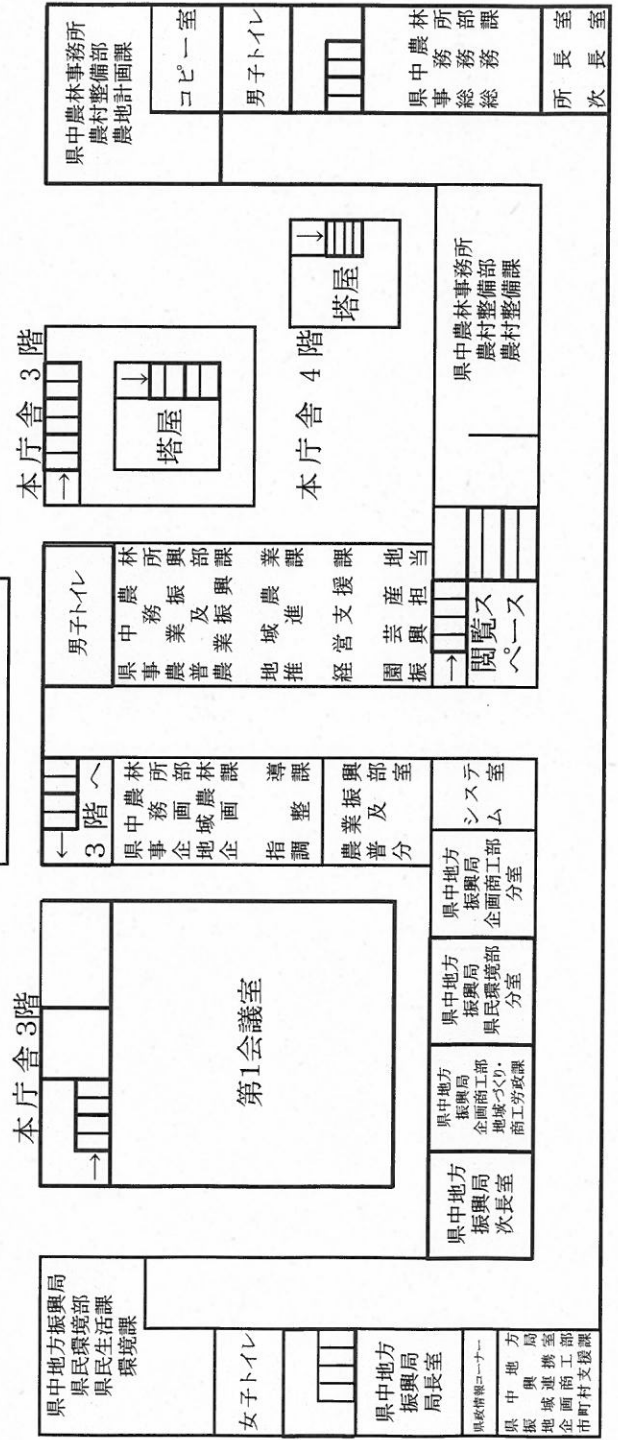 県中地方振興局
県民環境部
県民生活課
環境課
女子トイレ
県中地方
振興局
局長室
県政情報コーナー
県中地方
振興局
地域連携室
企画商工部
市町村支援課
本庁舎3階
→
第1会議室
県中地方
振興局
次長室
県中地方
振興局
企画商工部
地域づくり・
商工労政課
県中地方
振興局
県民環境部
分室
県中地方
振興局
企画商工部
分室
システ
ム室
←
3階へ
県中農林
事務所
企画部
地域農林
企画課
指導
調整課
農業振興
普及部
分室
男子トイレ
県中農林
事務所
農業振興
普及部
農業振興課
地域農業
推進課
経営支援課
園芸産地
振興担当
→
閲覧ス
ペース
本庁舎3階
→
↓
塔屋
本庁舎4階
↓
塔屋
県中農林事務所
農村整備部
農村整備課
県中農林事務所
農村整備部
農地計画課
コピー室
男子トイレ
県中農林
事務所
総務部
総務課
所長室
次長室